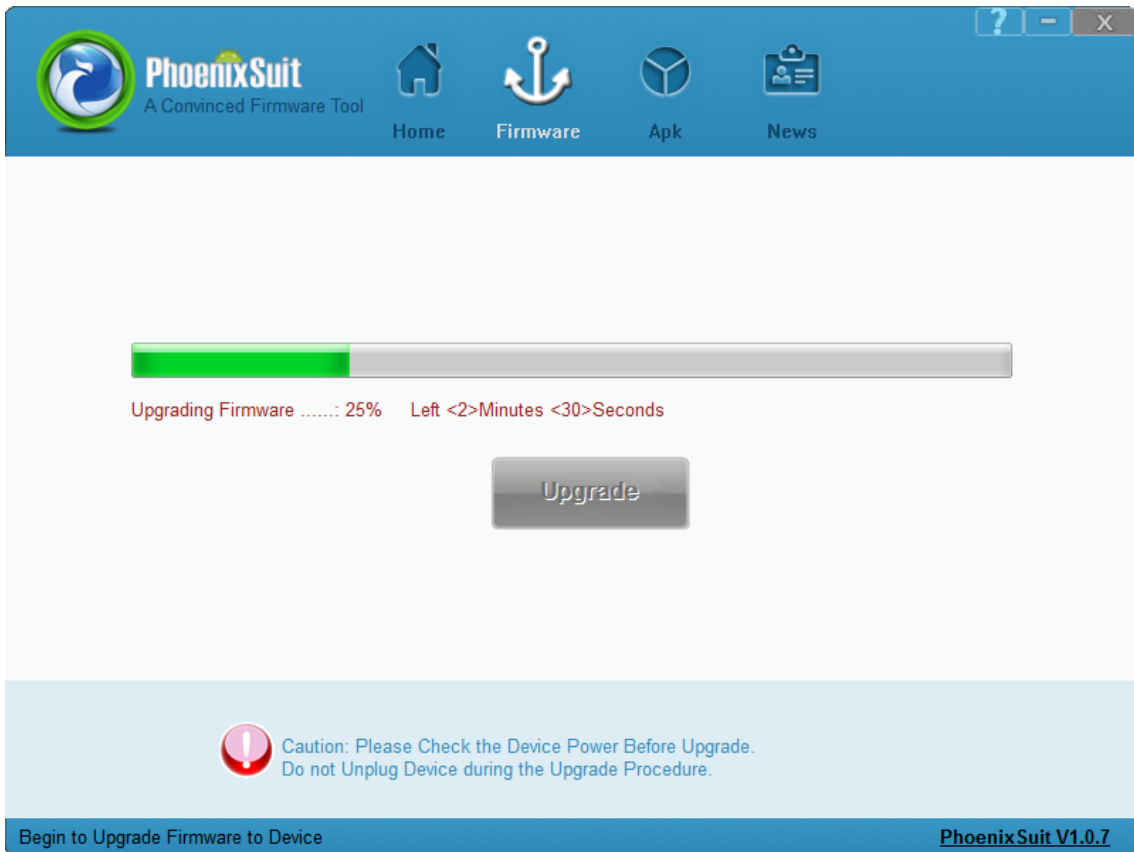 ? - X
PhoenixSuit
A Convinced Firmware Tool
Home Firmware Apk News
Upgrading Firmware ......: 25% Left <2>Minutes <30>Seconds
Upgrade
Caution: Please Check the Device Power Before Upgrade.
Do not Unplug Device during the Upgrade Procedure.
Begin to Upgrade Firmware to Device PhoenixSuit V1.0.7